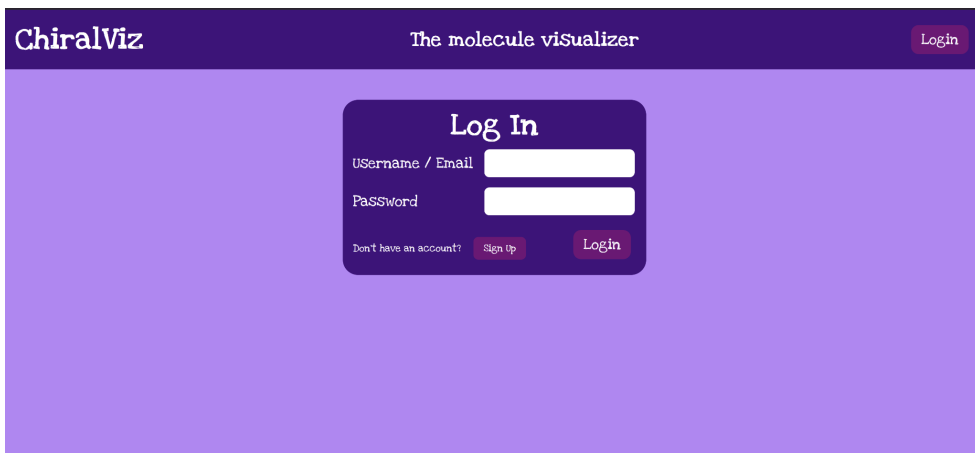 ChiralViz The molecule visualizer Login
Log In
Username / Email
Password
Don't have an account? Sign Up Login